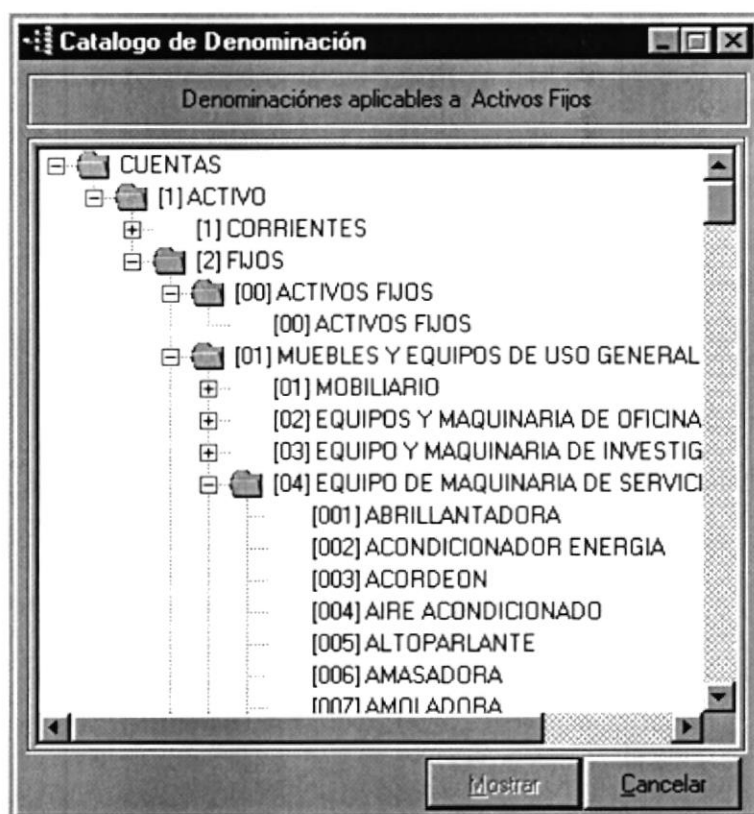 Catalogo de Denominación
Denominaciónes aplicables a Activos Fijos
CUENTAS
[1] ACTIVO
[1] CORRIENTES
[2] FIJOS
[00] ACTIVOS FIJOS
[00] ACTIVOS FIJOS
[01] MUEBLES Y EQUIPOS DE USO GENERAL
[01] MOBILIARIO
[02] EQUIPOS Y MAQUINARIA DE OFICINA
[03] EQUIPO Y MAQUINARIA DE INVESTIG
[04] EQUIPO DE MAQUINARIA DE SERVICI
[001] ABRILLANTADORA
[002] ACONDICIONADOR ENERGIA
[003] ACORDEON
[004] AIRE ACONDICIONADO
[005] ALTOPARLANTE
[006] AMASADORA
[007] AMOLADORA
Mostrar Cancelar